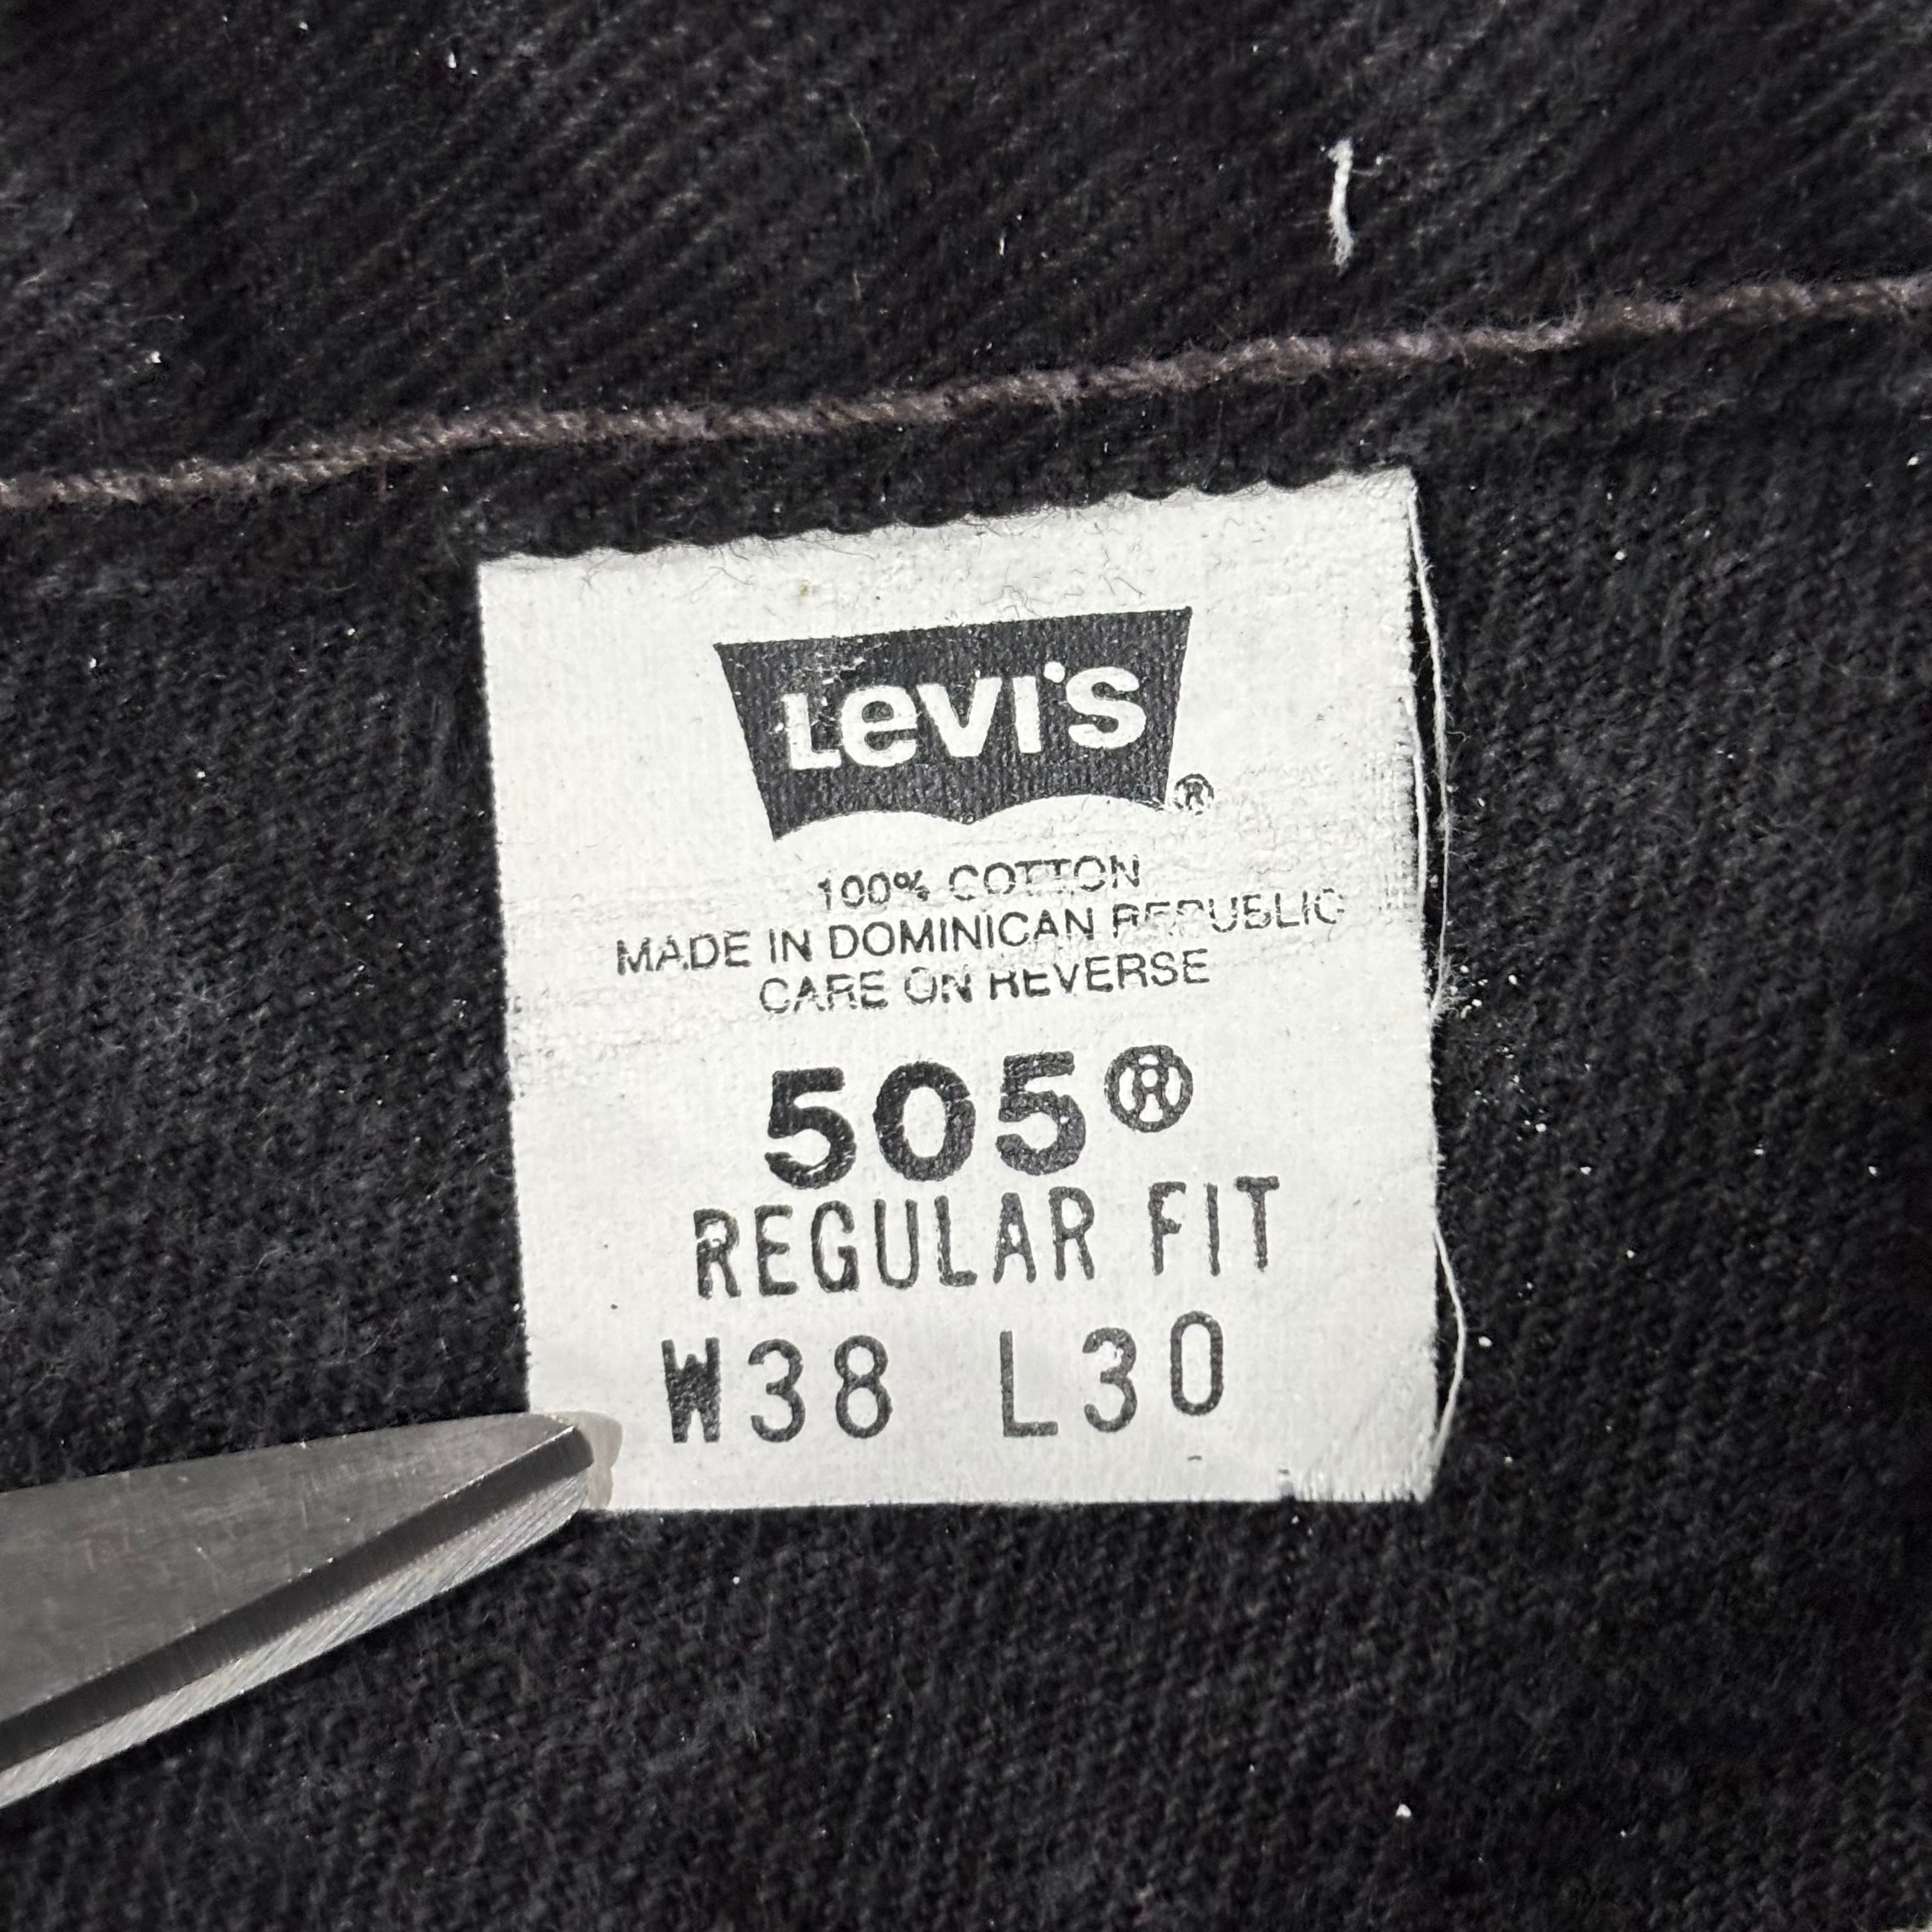 Levi's®
100% COTTON
MADE IN DOMINICAN REPUBLIC
CARE ON REVERSE
505®
REGULAR FIT
W38 L30